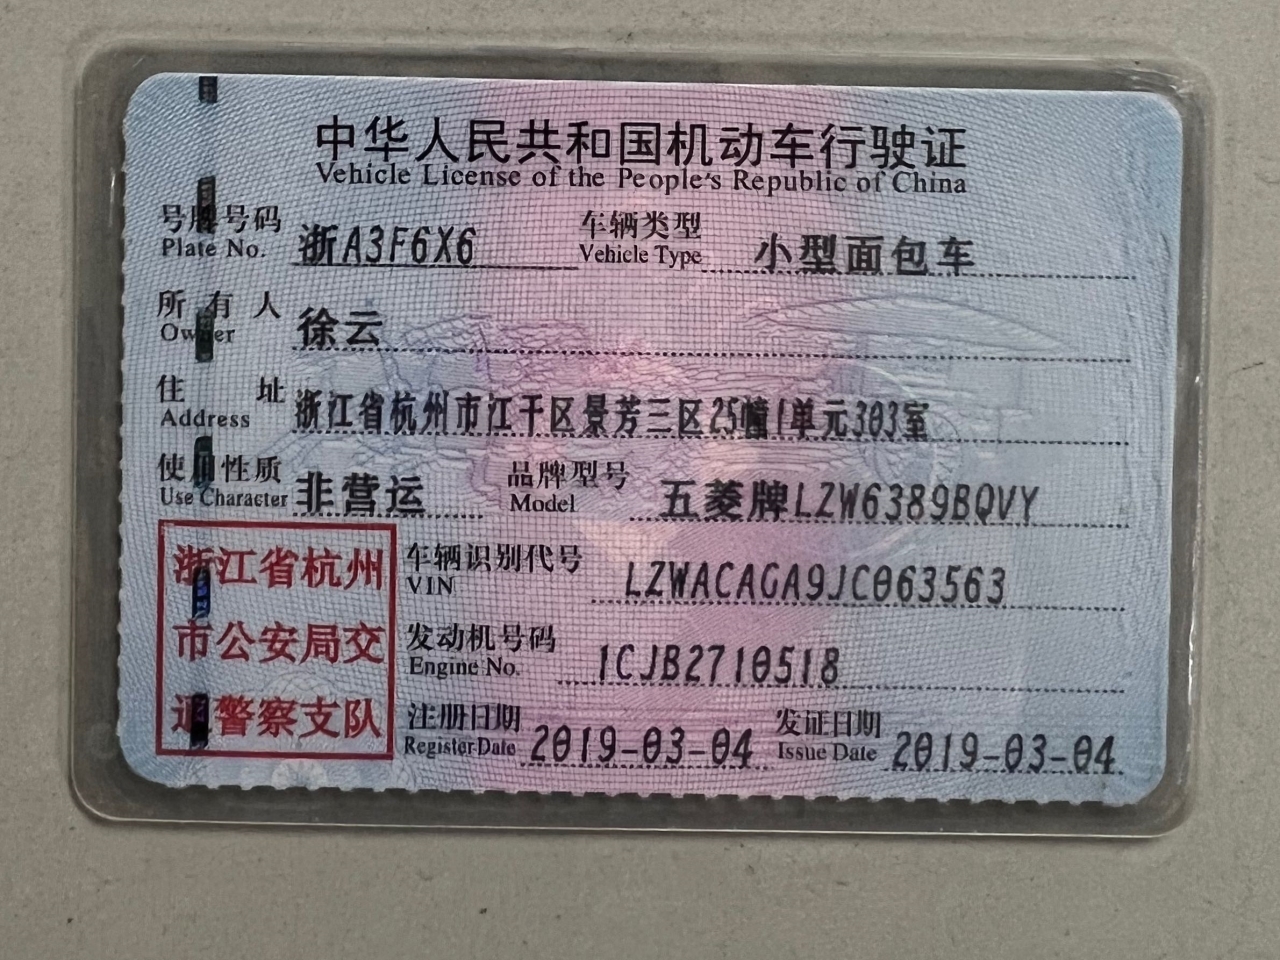 中华人民共和国机动车行驶证
Vehicle License of the People's Republic of China
号牌号码 浙A3F6X6 车辆类型 小型面包车
Plate No. Vehicle Type
所有人 徐云
Owner
住址 浙江省杭州市江干区景芳三区25幢1单元303室
Address
使用性质 非营运 品牌型号 五菱牌LZW6389BQVY
Use Character Model
浙江省杭州
市公安局交
通警察支队
车辆识别代号 LZWACAGA9JC063563
VIN
发动机号码 1CJB2710518
Engine No.
注册日期 2019-03-04 发证日期 2019-03-04
Register Date Issue Date